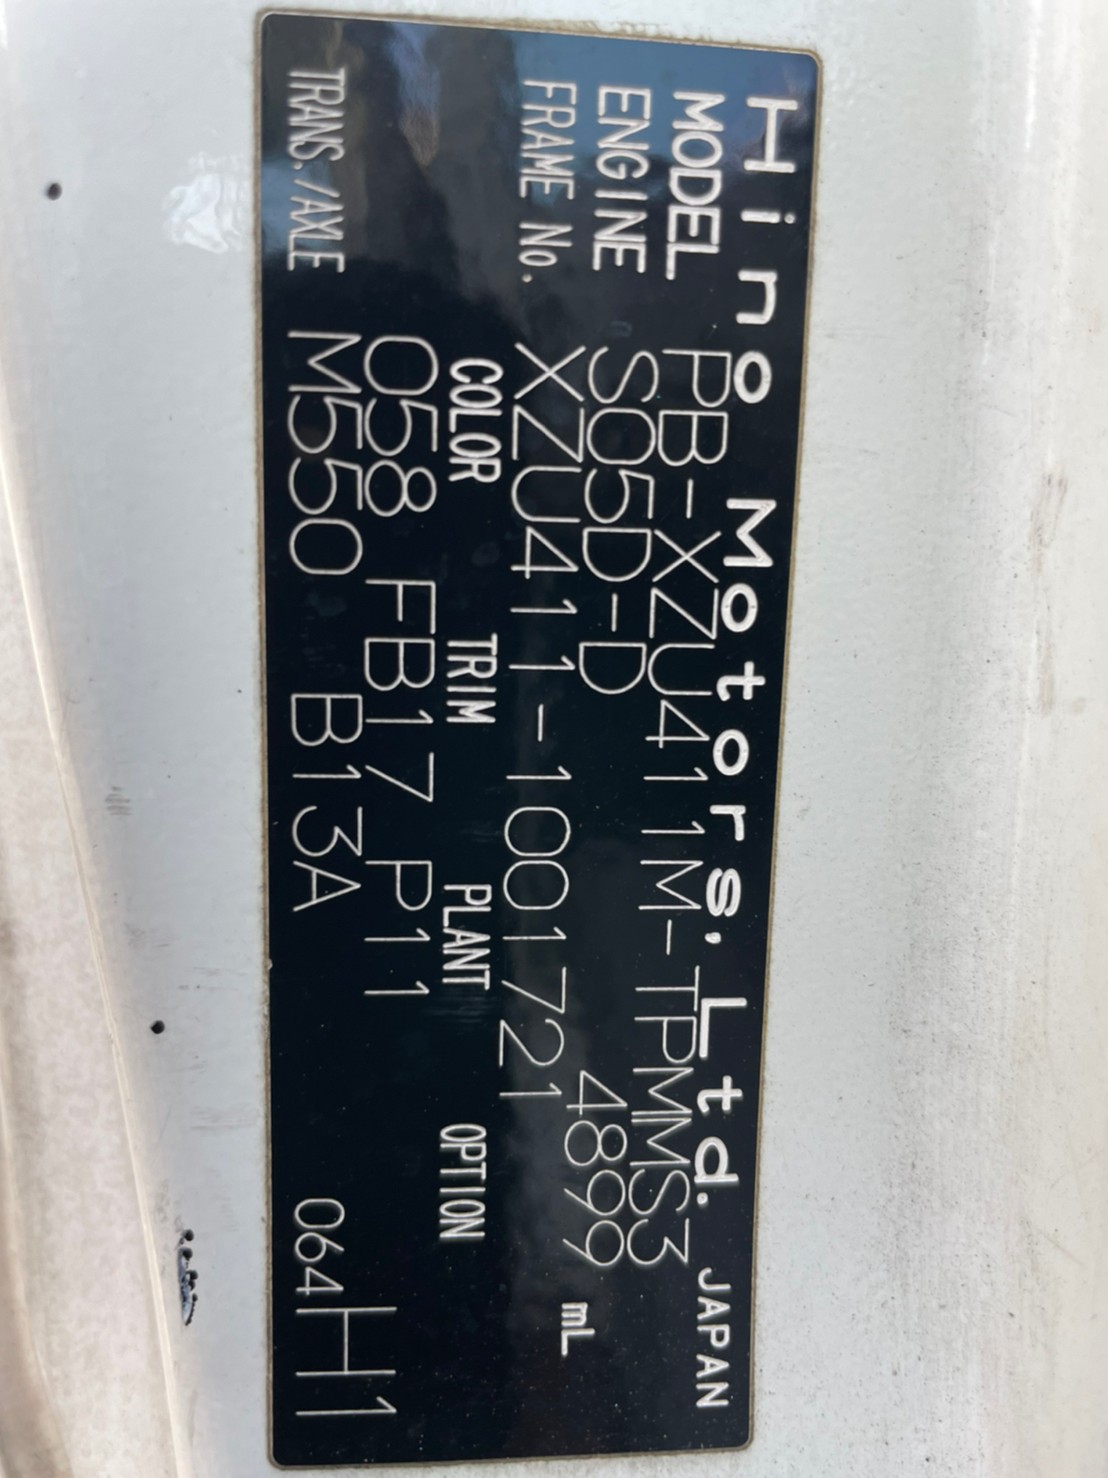 Hino Motors, Ltd. JAPAN
MODEL PB-XZU411M-TPMMS3
ENGINE S05D-D 4899 mL
FRAME No. XZU411-1001721
COLOR TRIM PLANT OPTION
058 FB17 P11
TRANS./AXLE M550 B13A 064H1